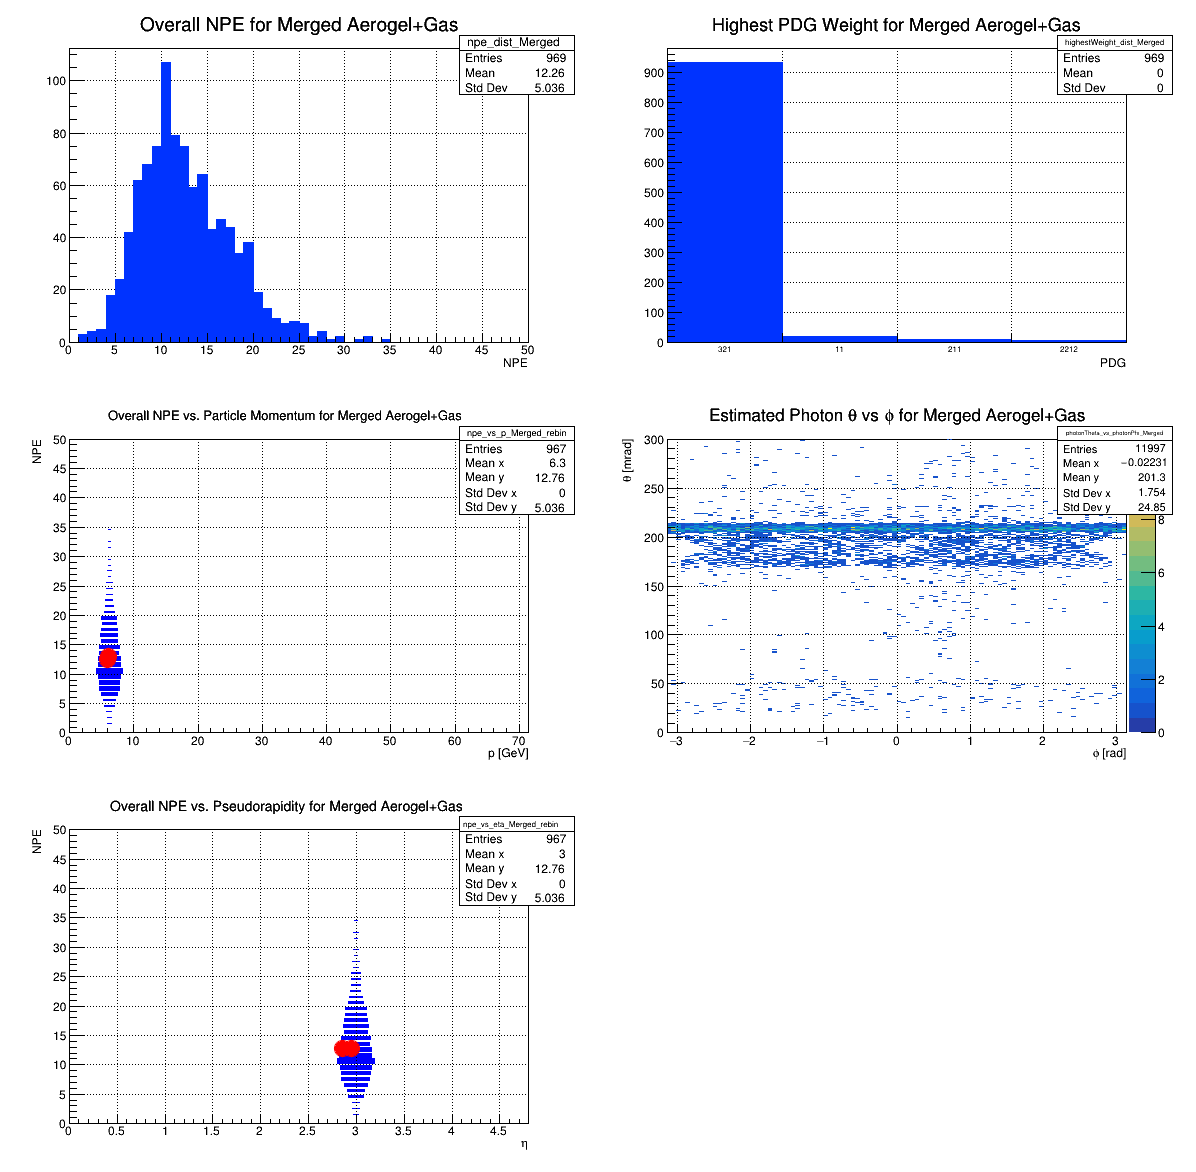 Overall NPE for Merged Aerogel+Gas
npe_dist_Merged
Entries 969
Mean 12.26
Std Dev 5.036
100
80
60
40
20
0
0 5 10 15 20 25 30 35 40 45 50
NPE
Highest PDG Weight for Merged Aerogel+Gas
highestWeight_dist_Merged
Entries 969
Mean 0
Std Dev 0
900
800
700
600
500
400
300
200
100
0
321 11 211 2212
PDG
Overall NPE vs. Particle Momentum for Merged Aerogel+Gas
npe_vs_p_Merged_rebin
Entries 967
Mean x 6.3
Mean y 12.76
Std Dev x 0
Std Dev y 5.036
NPE
50
45
40
35
30
25
20
15
10
5
0
0 10 20 30 40 50 60 70
p [GeV]
Estimated Photon θ vs ϕ for Merged Aerogel+Gas
photonTheta_vs_photonPhi_Merged
Entries 11997
Mean x −0.02231
Mean y 201.3
Std Dev x 1.754
Std Dev y 24.85
θ [mrad]
300
250
200
150
100
50
0
−3 −2 −1 0 1 2 3
ϕ [rad]
8
6
4
2
0
Overall NPE vs. Pseudorapidity for Merged Aerogel+Gas
npe_vs_eta_Merged_rebin
Entries 967
Mean x 3
Mean y 12.76
Std Dev x 0
Std Dev y 5.036
NPE
50
45
40
35
30
25
20
15
10
5
0
0 0.5 1 1.5 2 2.5 3 3.5 4 4.5
η